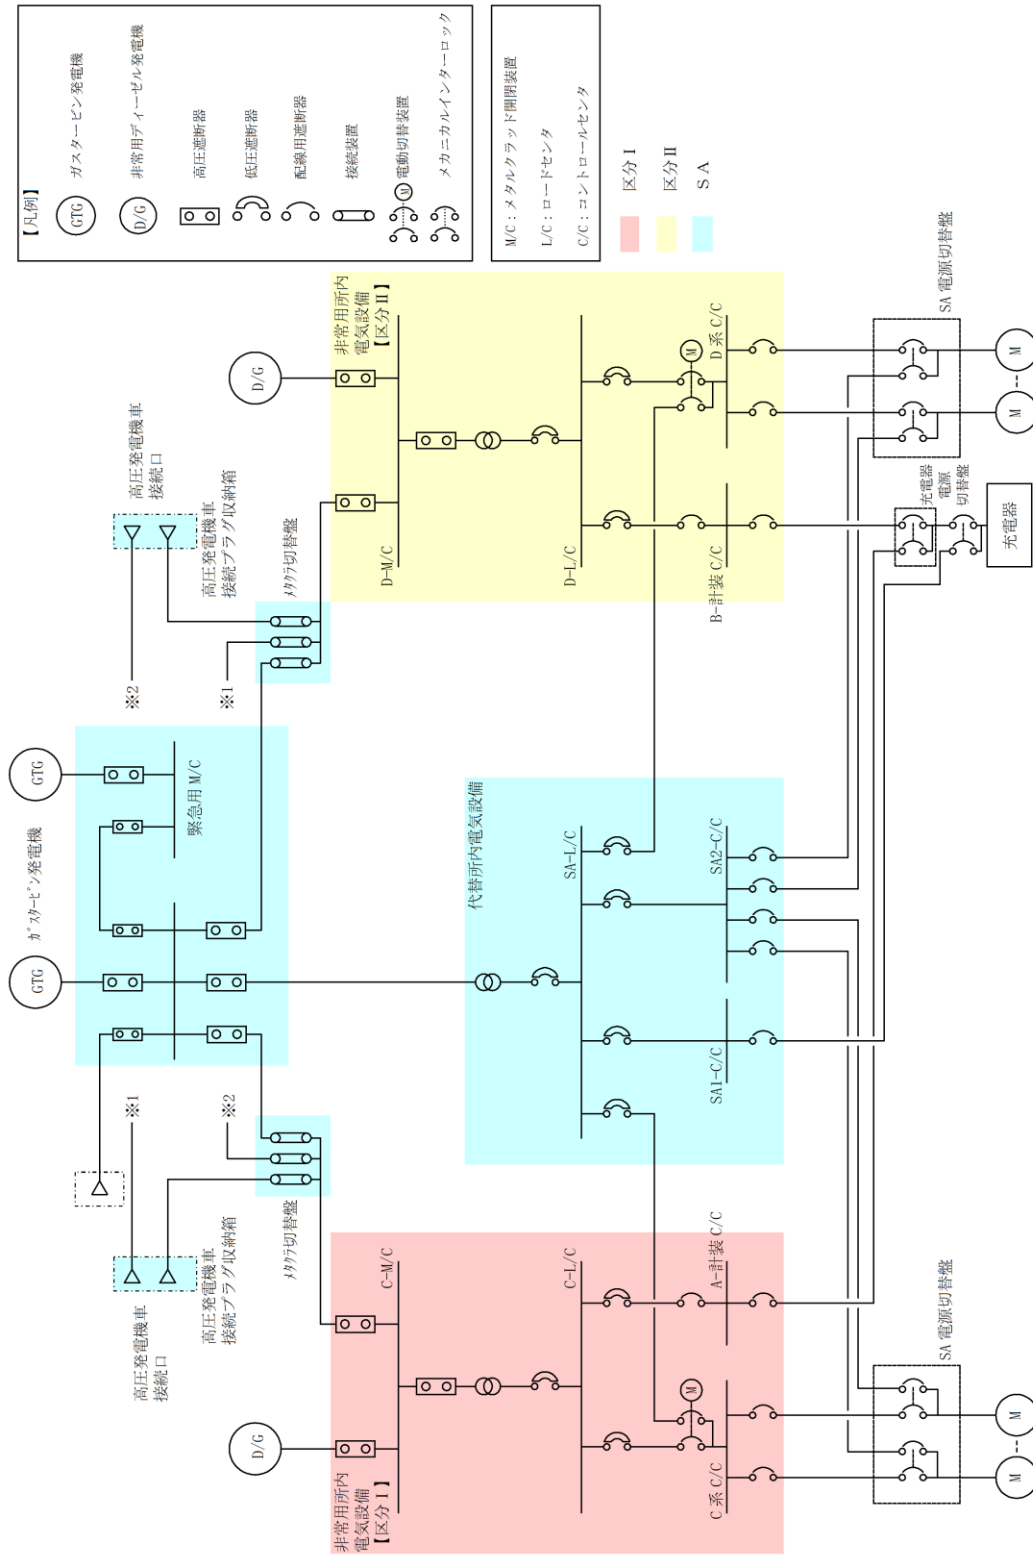 【凡例】
GTG
ガスタービン発電機
D/G
非常用ディーゼル発電機
高圧遮断器
低圧遮断器
配線用遮断器
接続装置
M
電動切替装置
メカニカルインターロック
M/C：メタルクラッド開閉装置
L/C：ロードセンタ
C/C：コントロールセンタ
区分Ⅰ
区分Ⅱ
ＳＡ
ｶﾞｽﾀｰﾋﾞﾝ発電機
GTG
GTG
緊急用 M/C
高圧発電機車
接続口
※1
高圧発電機車
接続プラグ収納箱
※2
ﾒﾀｸﾗ切替盤
高圧発電機車
接続口
※2
高圧発電機車
接続プラグ収納箱
※1
ﾒﾀｸﾗ切替盤
D/G
非常用所内
電気設備
【区分Ⅰ】
C-M/C
C-L/C
M
C 系 C/C
A-計装 C/C
代替所内電気設備
SA-L/C
SA1-C/C
SA2-C/C
D/G
非常用所内
電気設備
【区分Ⅱ】
D-M/C
D-L/C
M
B-計装 C/C
D 系 C/C
SA 電源切替盤
M
M
充電器
電源
切替盤
充電器
SA 電源切替盤
M
M